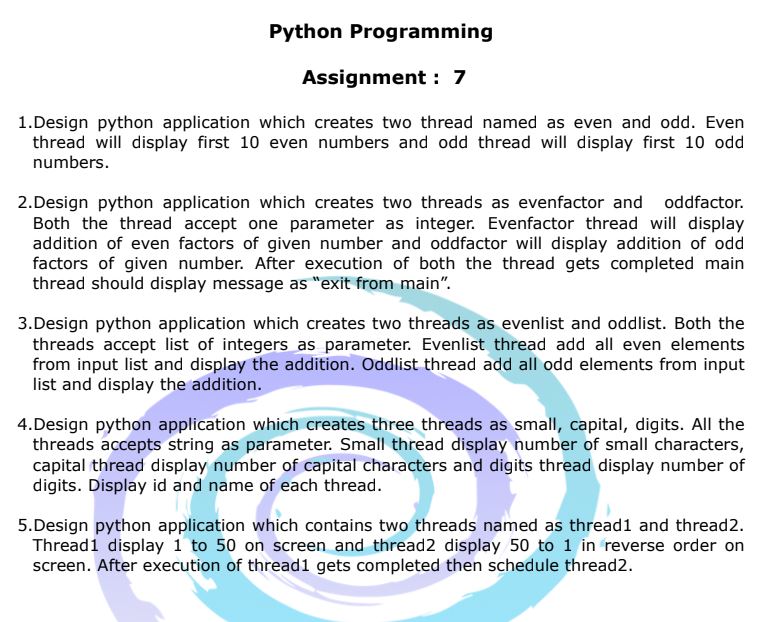 Python Programming
Assignment : 7
1.Design python application which creates two thread named as even and odd. Even
thread will display first 10 even numbers and odd thread will display first 10 odd
numbers.
2.Design python application which creates two threads as evenfactor and oddfactor.
Both the thread accept one parameter as integer. Evenfactor thread will display
addition of even factors of given number and oddfactor will display addition of odd
factors of given number. After execution of both the thread gets completed main
thread should display message as “exit from main”.
3.Design python application which creates two threads as evenlist and oddlist. Both the
threads accept list of integers as parameter. Evenlist thread add all even elements
from input list and display the addition. Oddlist thread add all odd elements from input
list and display the addition.
4.Design python application which creates three threads as small, capital, digits. All the
threads accepts string as parameter. Small thread display number of small characters,
capital thread display number of capital characters and digits thread display number of
digits. Display id and name of each thread.
5.Design python application which contains two threads named as thread1 and thread2.
Thread1 display 1 to 50 on screen and thread2 display 50 to 1 in reverse order on
screen. After execution of thread1 gets completed then schedule thread2.